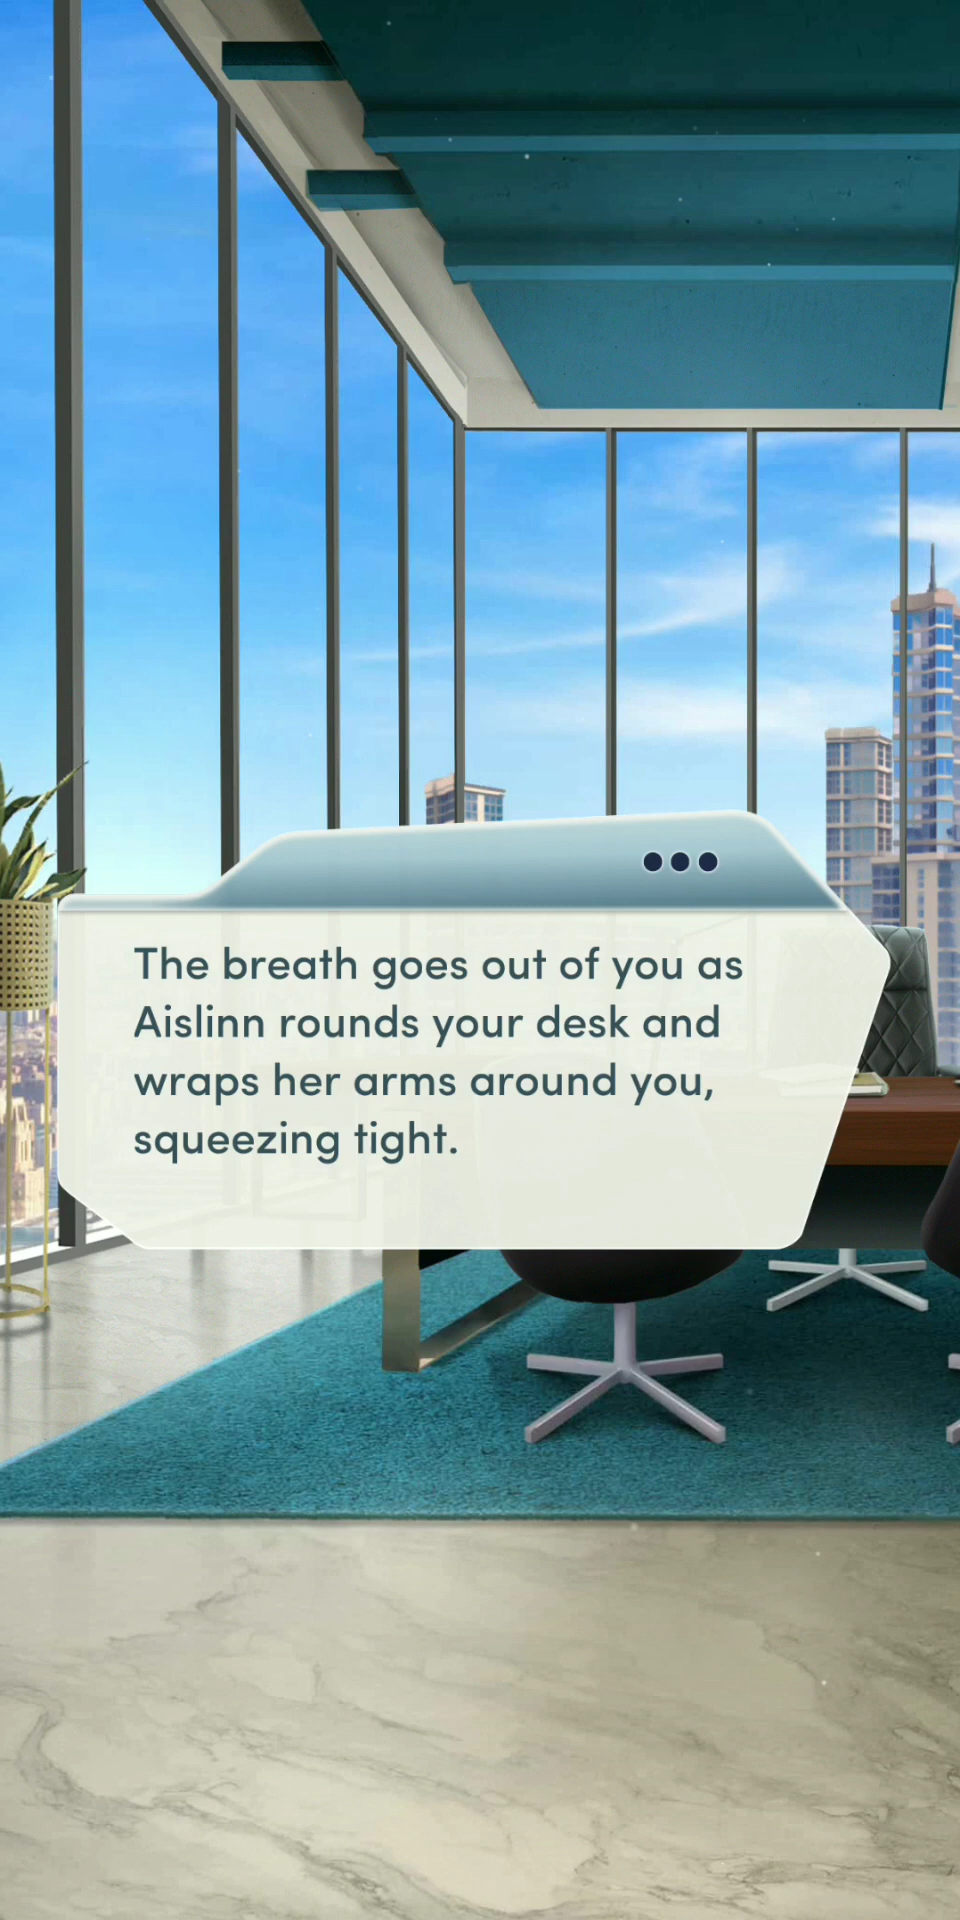 The breath goes out of you as
Aislinn rounds your desk and
wraps her arms around you,
squeezing tight.